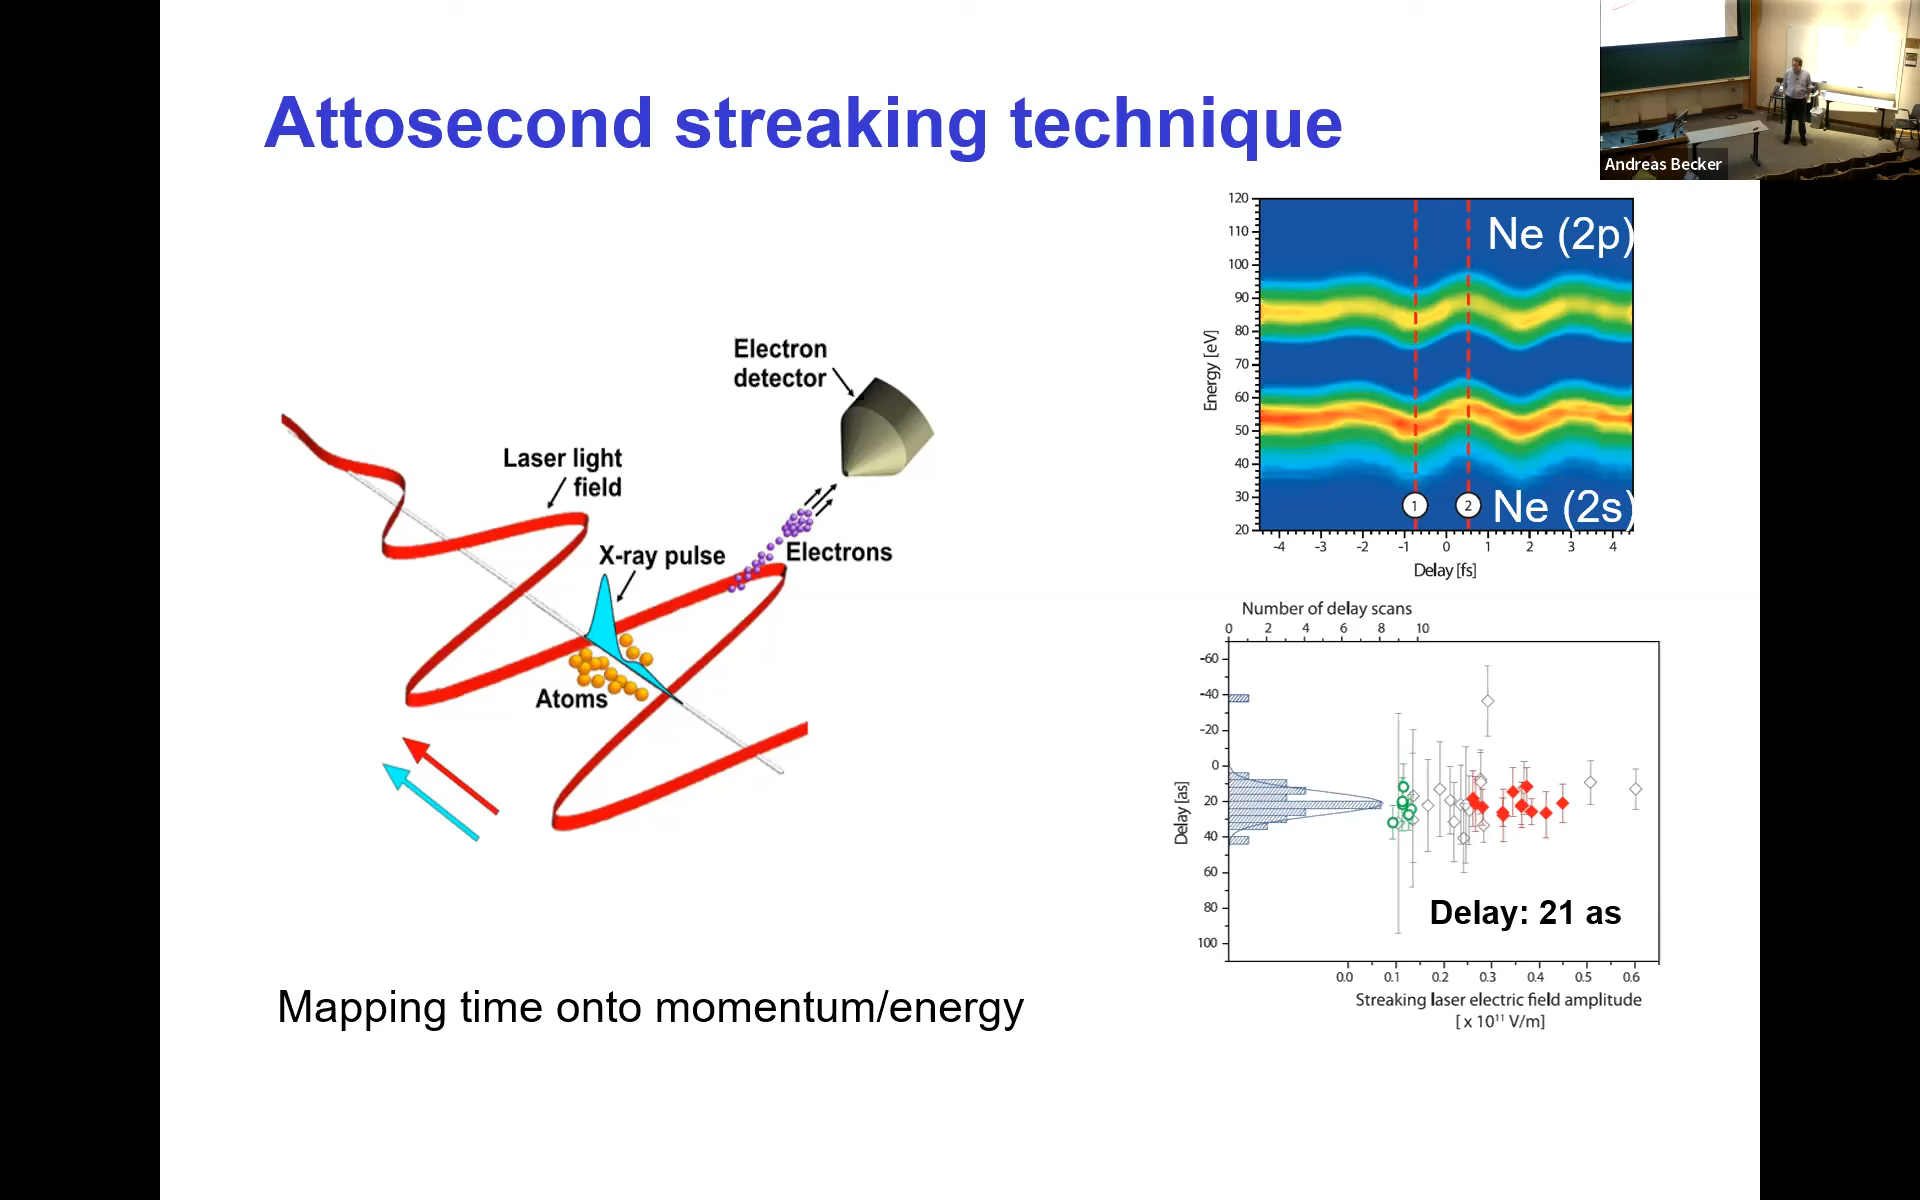 Attosecond streaking technique
Andreas Becker
Electron
detector
Laser light
field
X-ray pulse
Electrons
Atoms
Mapping time onto momentum/energy
120
110
100
90
80
70
60
50
40
30
20
Energy [eV]
Ne (2p)
Ne (2s)
1
2
-4 -3 -2 -1 0 1 2 3 4
Delay [fs]
Number of delay scans
0 2 4 6 8 10
-60
-40
-20
0
20
40
60
80
100
Delay [as]
Delay: 21 as
0.0 0.1 0.2 0.3 0.4 0.5 0.6
Streaking laser electric field amplitude
[ x 10¹¹ V/m]